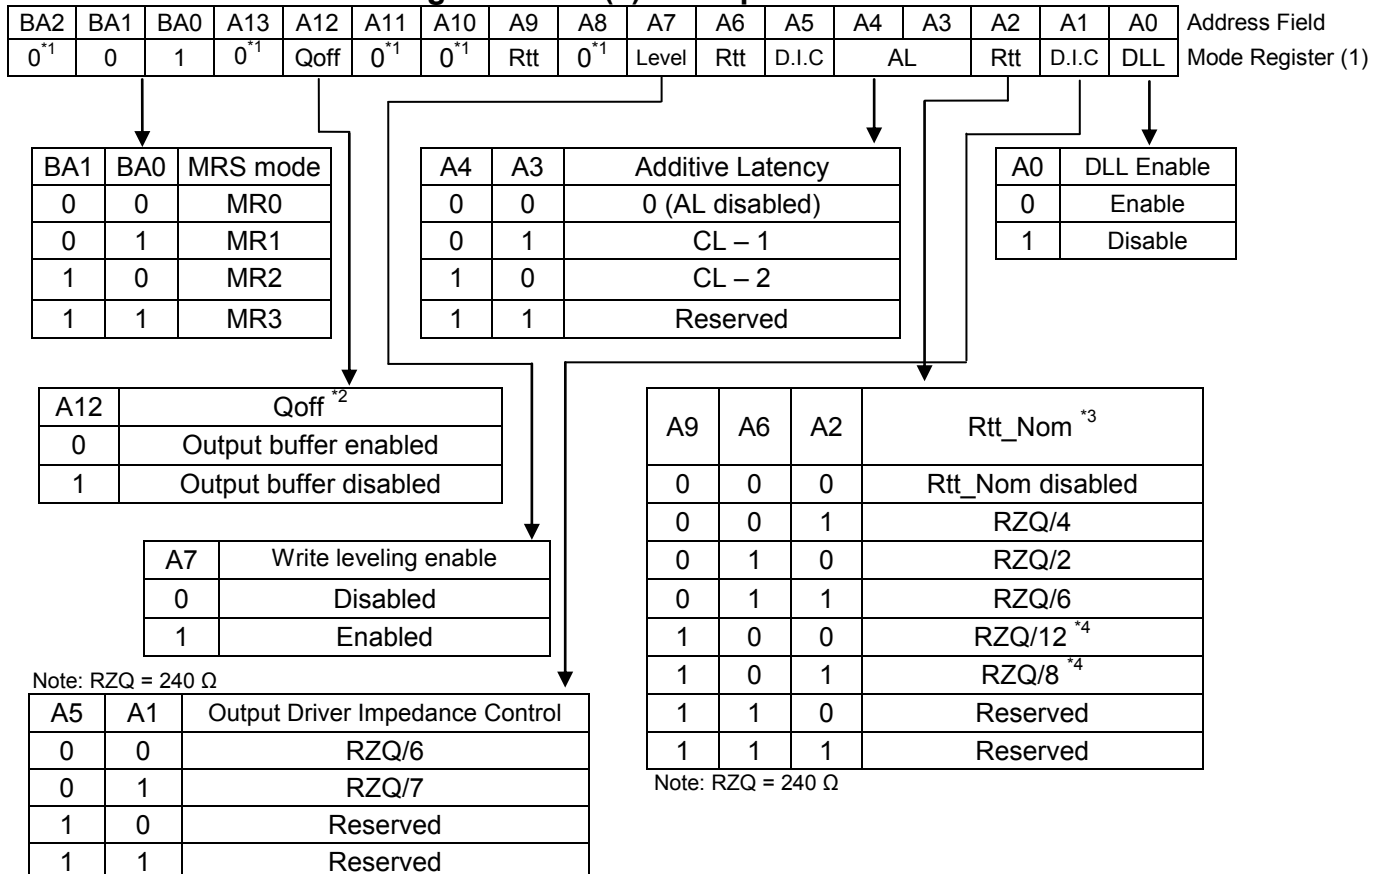 BA2 BA1 BA0 A13 A12 A11 A10 A9 A8 A7 A6 A5 A4 A3 A2 A1 A0 Address Field
0*1 0 1 0*1 Qoff 0*1 0*1 Rtt 0*1 Level Rtt D.I.C AL Rtt D.I.C DLL Mode Register (1)
BA1 BA0 MRS mode
0 0 MR0
0 1 MR1
1 0 MR2
1 1 MR3
A4 A3 Additive Latency
0 0 0 (AL disabled)
0 1 CL – 1
1 0 CL – 2
1 1 Reserved
A0 DLL Enable
0 Enable
1 Disable
A12 Qoff *2
0 Output buffer enabled
1 Output buffer disabled
A7 Write leveling enable
0 Disabled
1 Enabled
Note: RZQ = 240 Ω
A5 A1 Output Driver Impedance Control
0 0 RZQ/6
0 1 RZQ/7
1 0 Reserved
1 1 Reserved
A9 A6 A2 Rtt_Nom *3
0 0 0 Rtt_Nom disabled
0 0 1 RZQ/4
0 1 0 RZQ/2
0 1 1 RZQ/6
1 0 0 RZQ/12 *4
1 0 1 RZQ/8 *4
1 1 0 Reserved
1 1 1 Reserved
Note: RZQ = 240 Ω